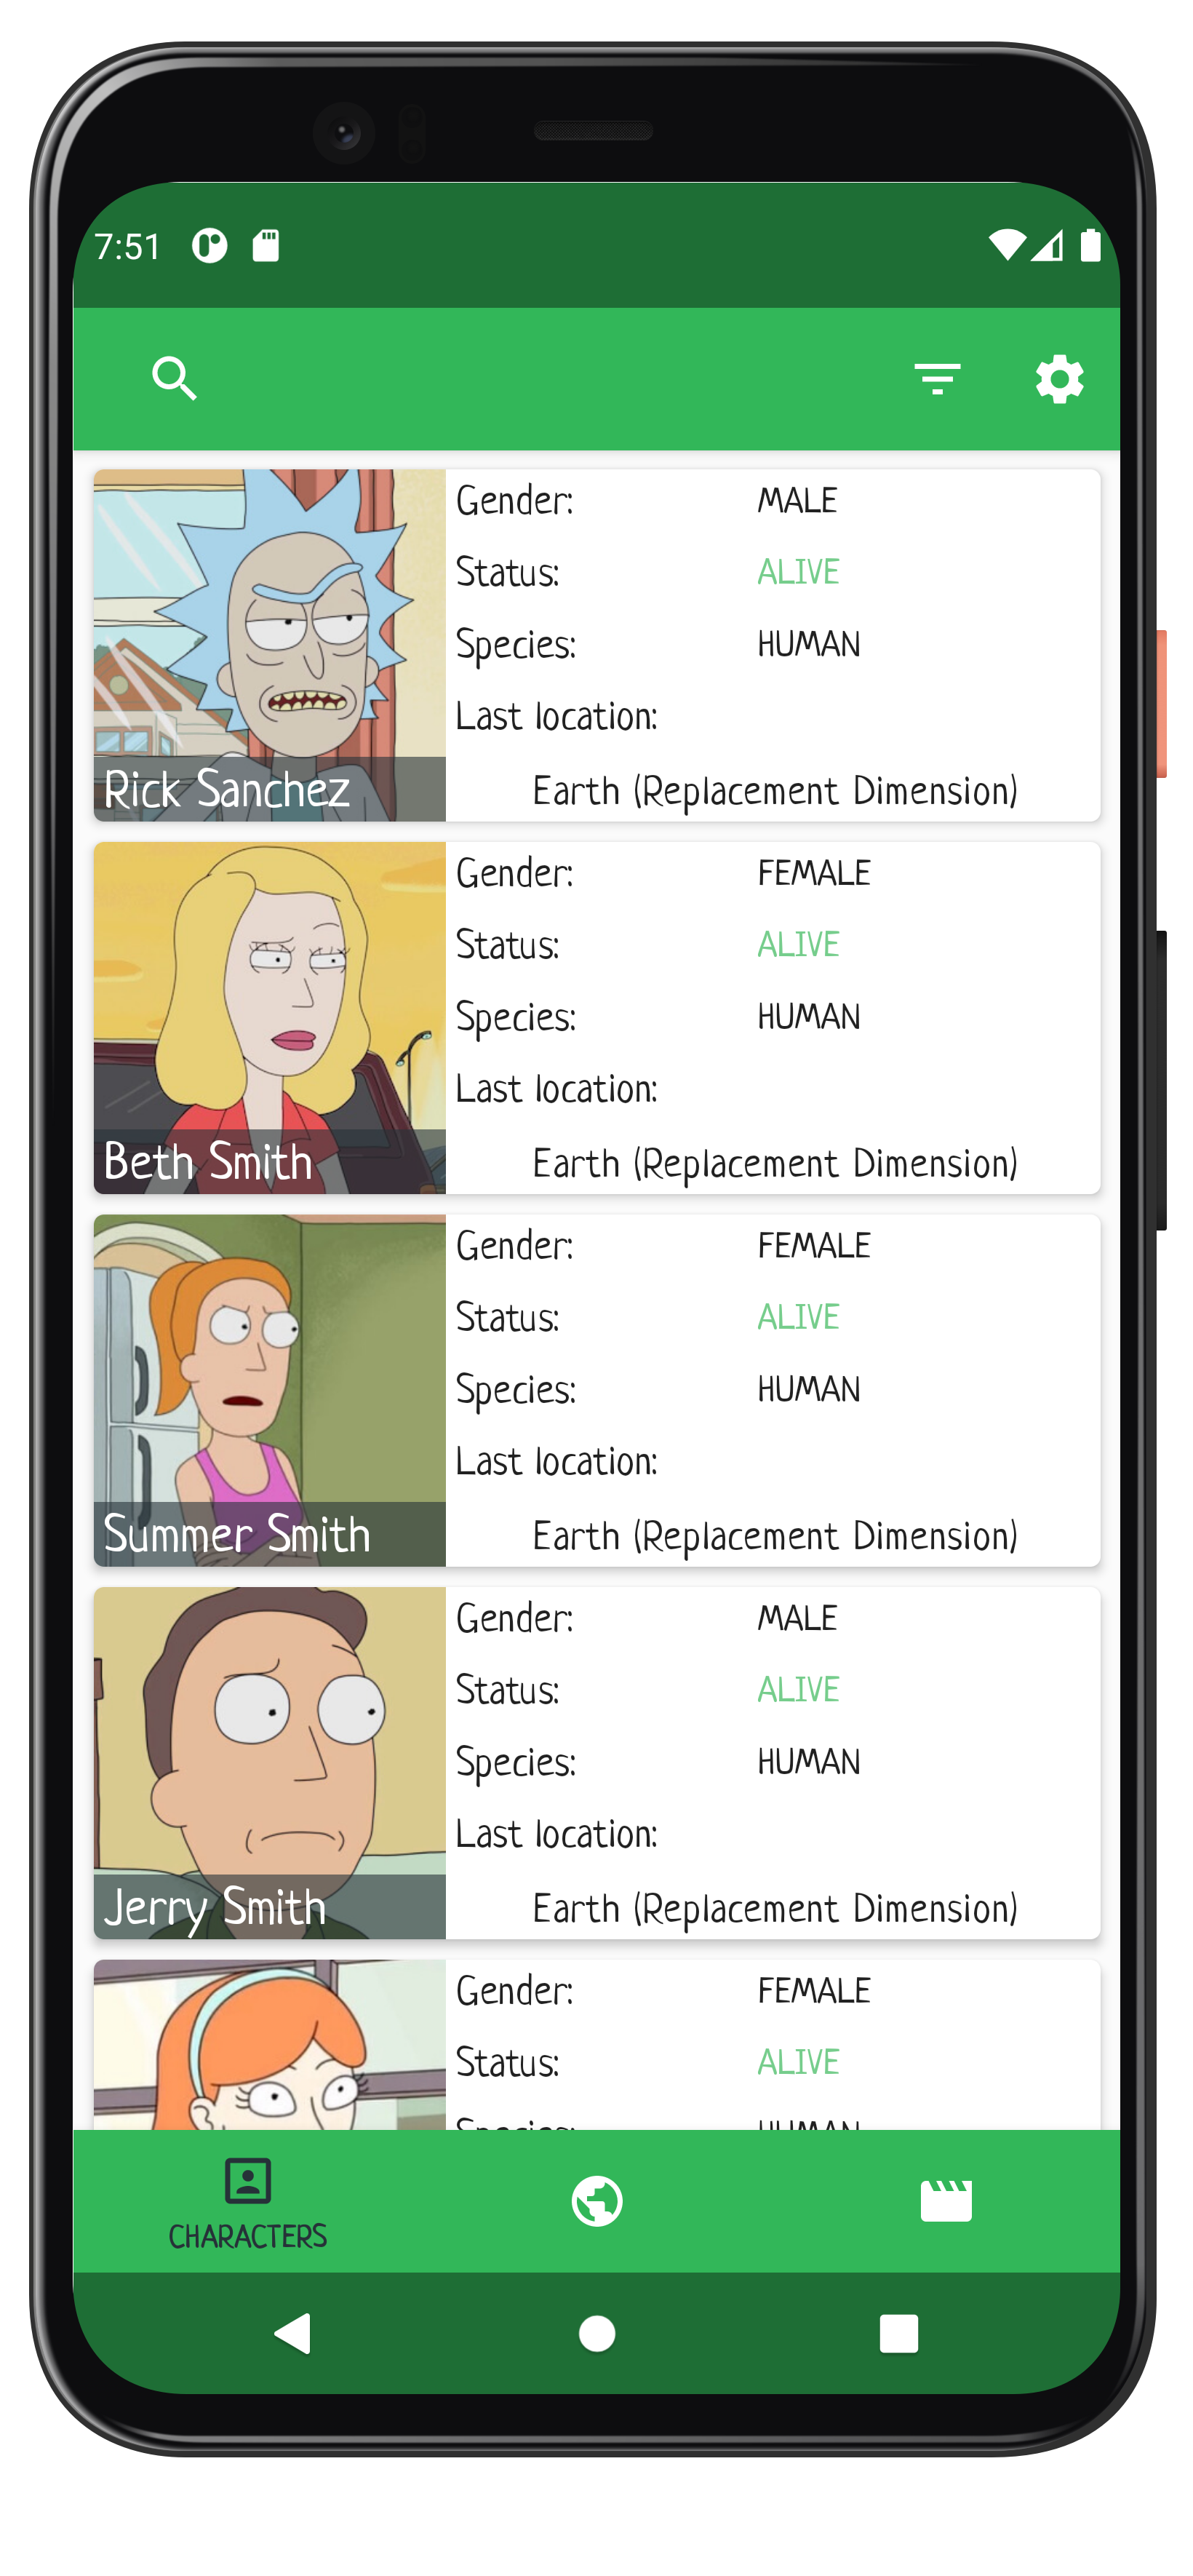 7:51
Gender: MALE
Status: ALIVE
Species: HUMAN
Last location:
Earth (Replacement Dimension)
Rick Sanchez
Gender: FEMALE
Status: ALIVE
Species: HUMAN
Last location:
Earth (Replacement Dimension)
Beth Smith
Gender: FEMALE
Status: ALIVE
Species: HUMAN
Last location:
Earth (Replacement Dimension)
Summer Smith
Gender: MALE
Status: ALIVE
Species: HUMAN
Last location:
Earth (Replacement Dimension)
Jerry Smith
Gender: FEMALE
Status: ALIVE
Species: HUMAN
CHARACTERS